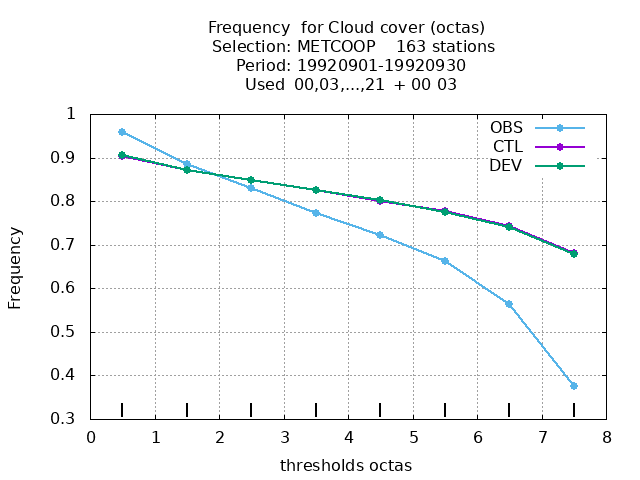 Frequency  for Cloud cover (octas)
Selection: METCOOP    163 stations
Period: 19920901-19920930
Used  00,03,...,21  + 00 03
OBS
CTL
DEV
1
0.9
0.8
0.7
0.6
0.5
0.4
0.3
Frequency
0 1 2 3 4 5 6 7 8
thresholds octas